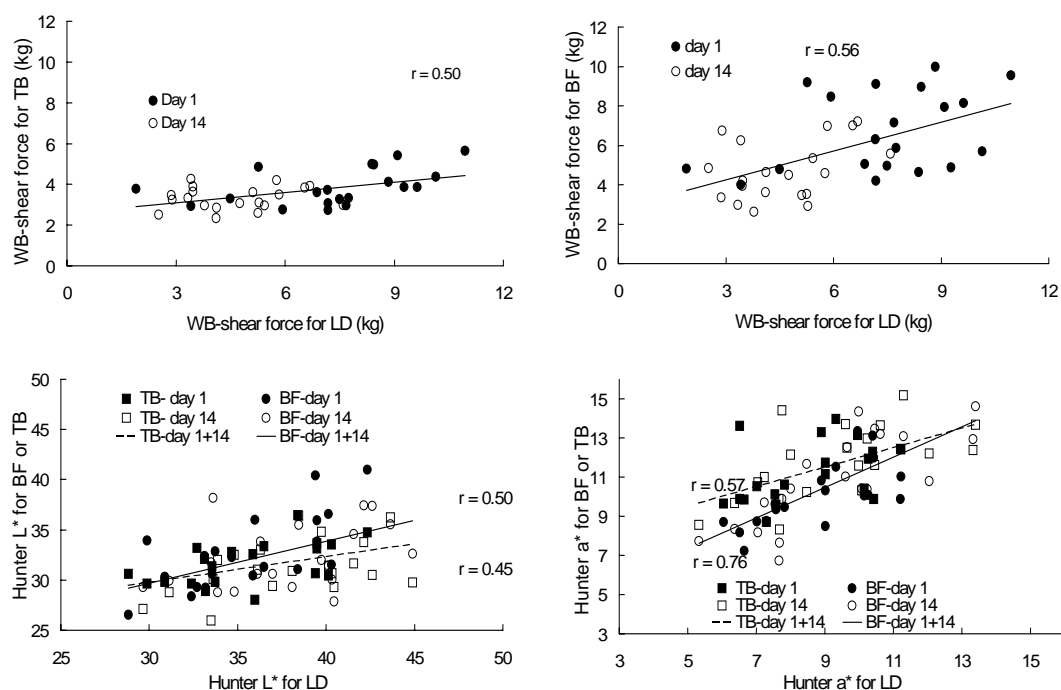 12
10
8
6
4
2
0
WB-shear force for TB (kg)
r = 0.50
Day 1
Day 14
0 3 6 9 12
WB-shear force for LD (kg)
12
10
8
6
4
2
0
WB-shear force for BF (kg)
day 1
day 14
r = 0.56
0 3 6 9 12
WB-shear force for LD (kg)
50
45
40
35
30
25
Hunter L* for BF or TB
TB- day 1 BF-day 1
TB- day 14 BF-day 14
TB-day 1+14 BF-day 1+14
r = 0.50
r = 0.45
25 30 35 40 45 50
Hunter L* for LD
15
13
11
9
7
5
3
Hunter a* for BF or TB
r = 0.57
r = 0.76
TB-day 1 BF-day 1
TB-day 14 BF-day 14
TB-day 1+14 BF-day 1+14
3 5 7 9 11 13 15
Hunter a* for LD